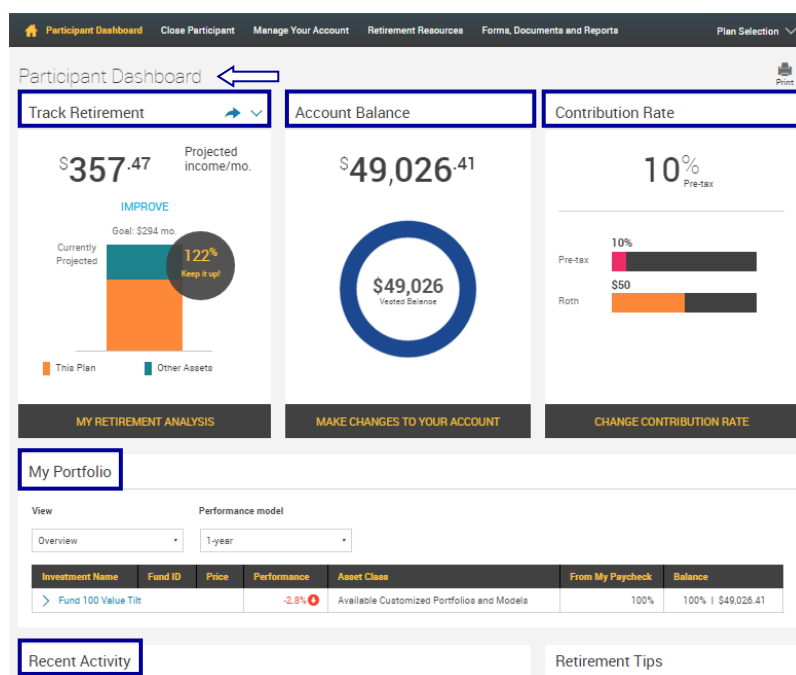 Participant Dashboard Close Participant Manage Your Account Retirement Resources Forms, Documents and Reports Plan Selection
Participant Dashboard
Print
Track Retirement
$357.47 Projected income/mo.
IMPROVE
Goal: $294 mo.
Currently Projected
122%
Keep it up!
This Plan Other Assets
MY RETIREMENT ANALYSIS
Account Balance
$49,026.41
$49,026
Vested Balance
MAKE CHANGES TO YOUR ACCOUNT
Contribution Rate
10%
Pre-tax
10%
Pre-tax
$50
Roth
CHANGE CONTRIBUTION RATE
My Portfolio
View Performance model
Overview 1-year
Investment Name Fund ID Price Performance Asset Class From My Paycheck Balance
Fund 100 Value Tilt -2.8% Available Customized Portfolios and Models 100% 100% | $49,026.41
Recent Activity
Retirement Tips